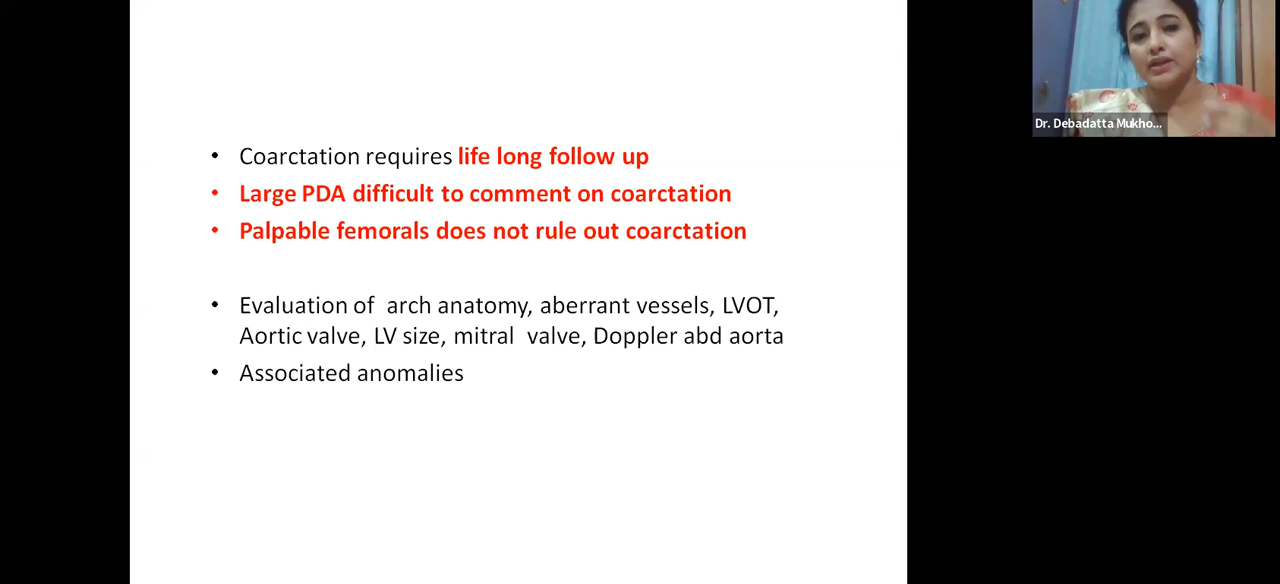 • Coarctation requires life long follow up
• Large PDA difficult to comment on coarctation
• Palpable femorals does not rule out coarctation
• Evaluation of arch anatomy, aberrant vessels, LVOT,
Aortic valve, LV size, mitral valve, Doppler abd aorta
• Associated anomalies
Dr. Debadatta Mukho...